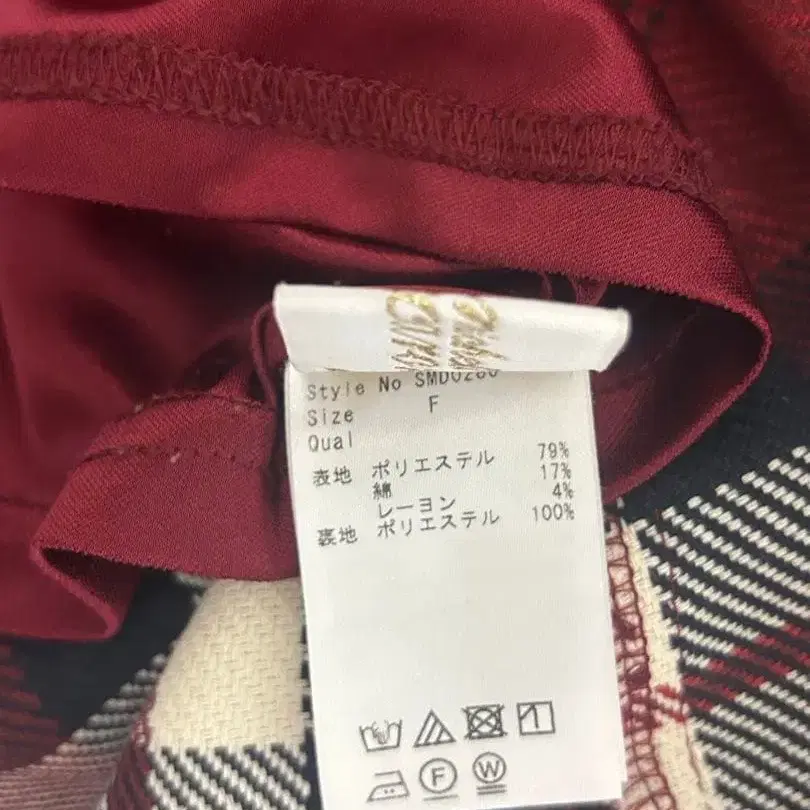 Style No SMD0280
Size F
Qual
表地 ポリエステル 79%
綿 17%
レーヨン 4%
裏地 ポリエステル 100%
F
W